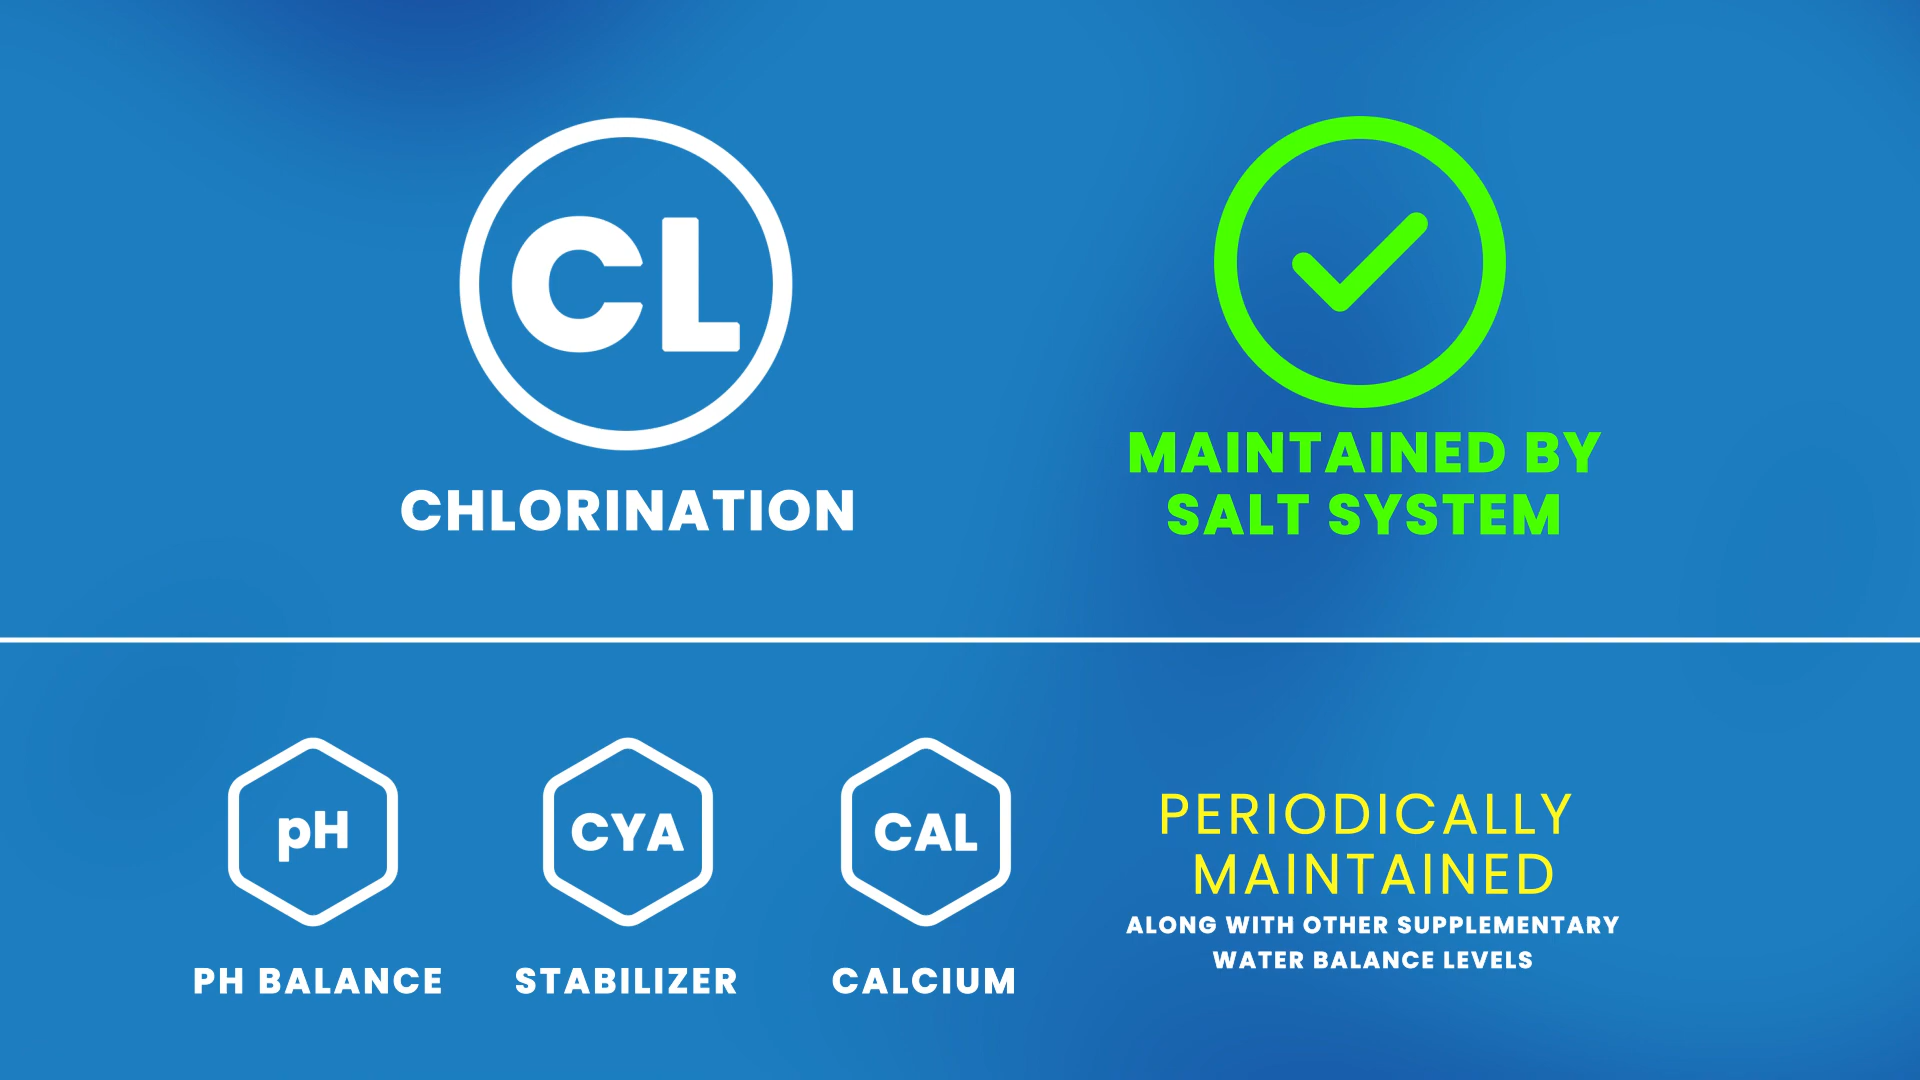 CL
CHLORINATION
MAINTAINED BY
SALT SYSTEM
pH
PH BALANCE
CYA
STABILIZER
CAL
CALCIUM
PERIODICALLY
MAINTAINED
ALONG WITH OTHER SUPPLEMENTARY
WATER BALANCE LEVELS